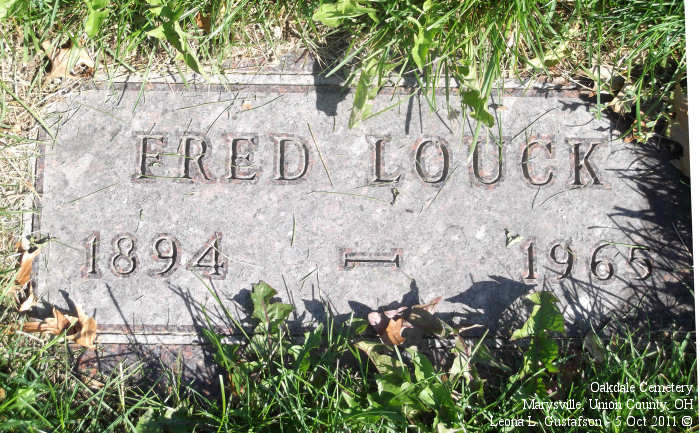 FRED LOUCK
1894 — 1965
Oakdale Cemetery
Marysville, Union County, OH
Leona L. Gustafson - 5 Oct 2011 ©